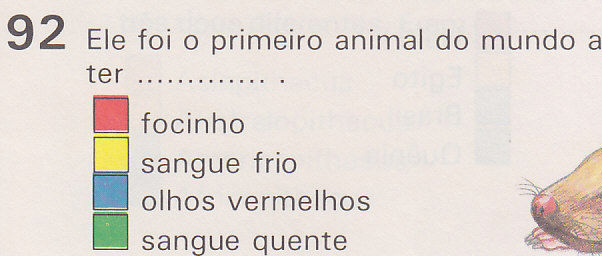 92 Ele foi o primeiro animal do mundo a
ter ............. .
focinho
sangue frio
olhos vermelhos
sangue quente